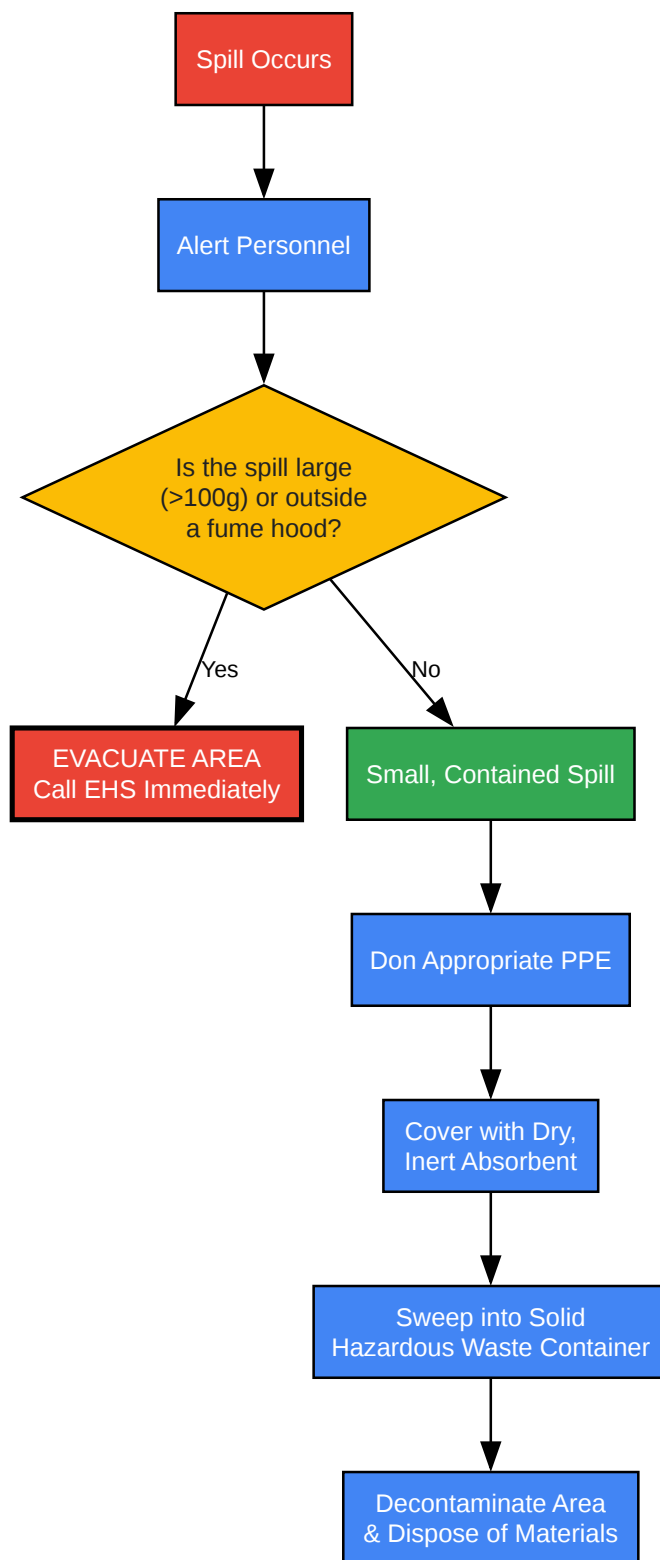 Spill Occurs
Alert Personnel
Is the spill large
(>100g) or outside
a fume hood?
Yes
No
EVACUATE AREA
Call EHS Immediately
Small, Contained Spill
Don Appropriate PPE
Cover with Dry,
Inert Absorbent
Sweep into Solid
Hazardous Waste Container
Decontaminate Area
& Dispose of Materials